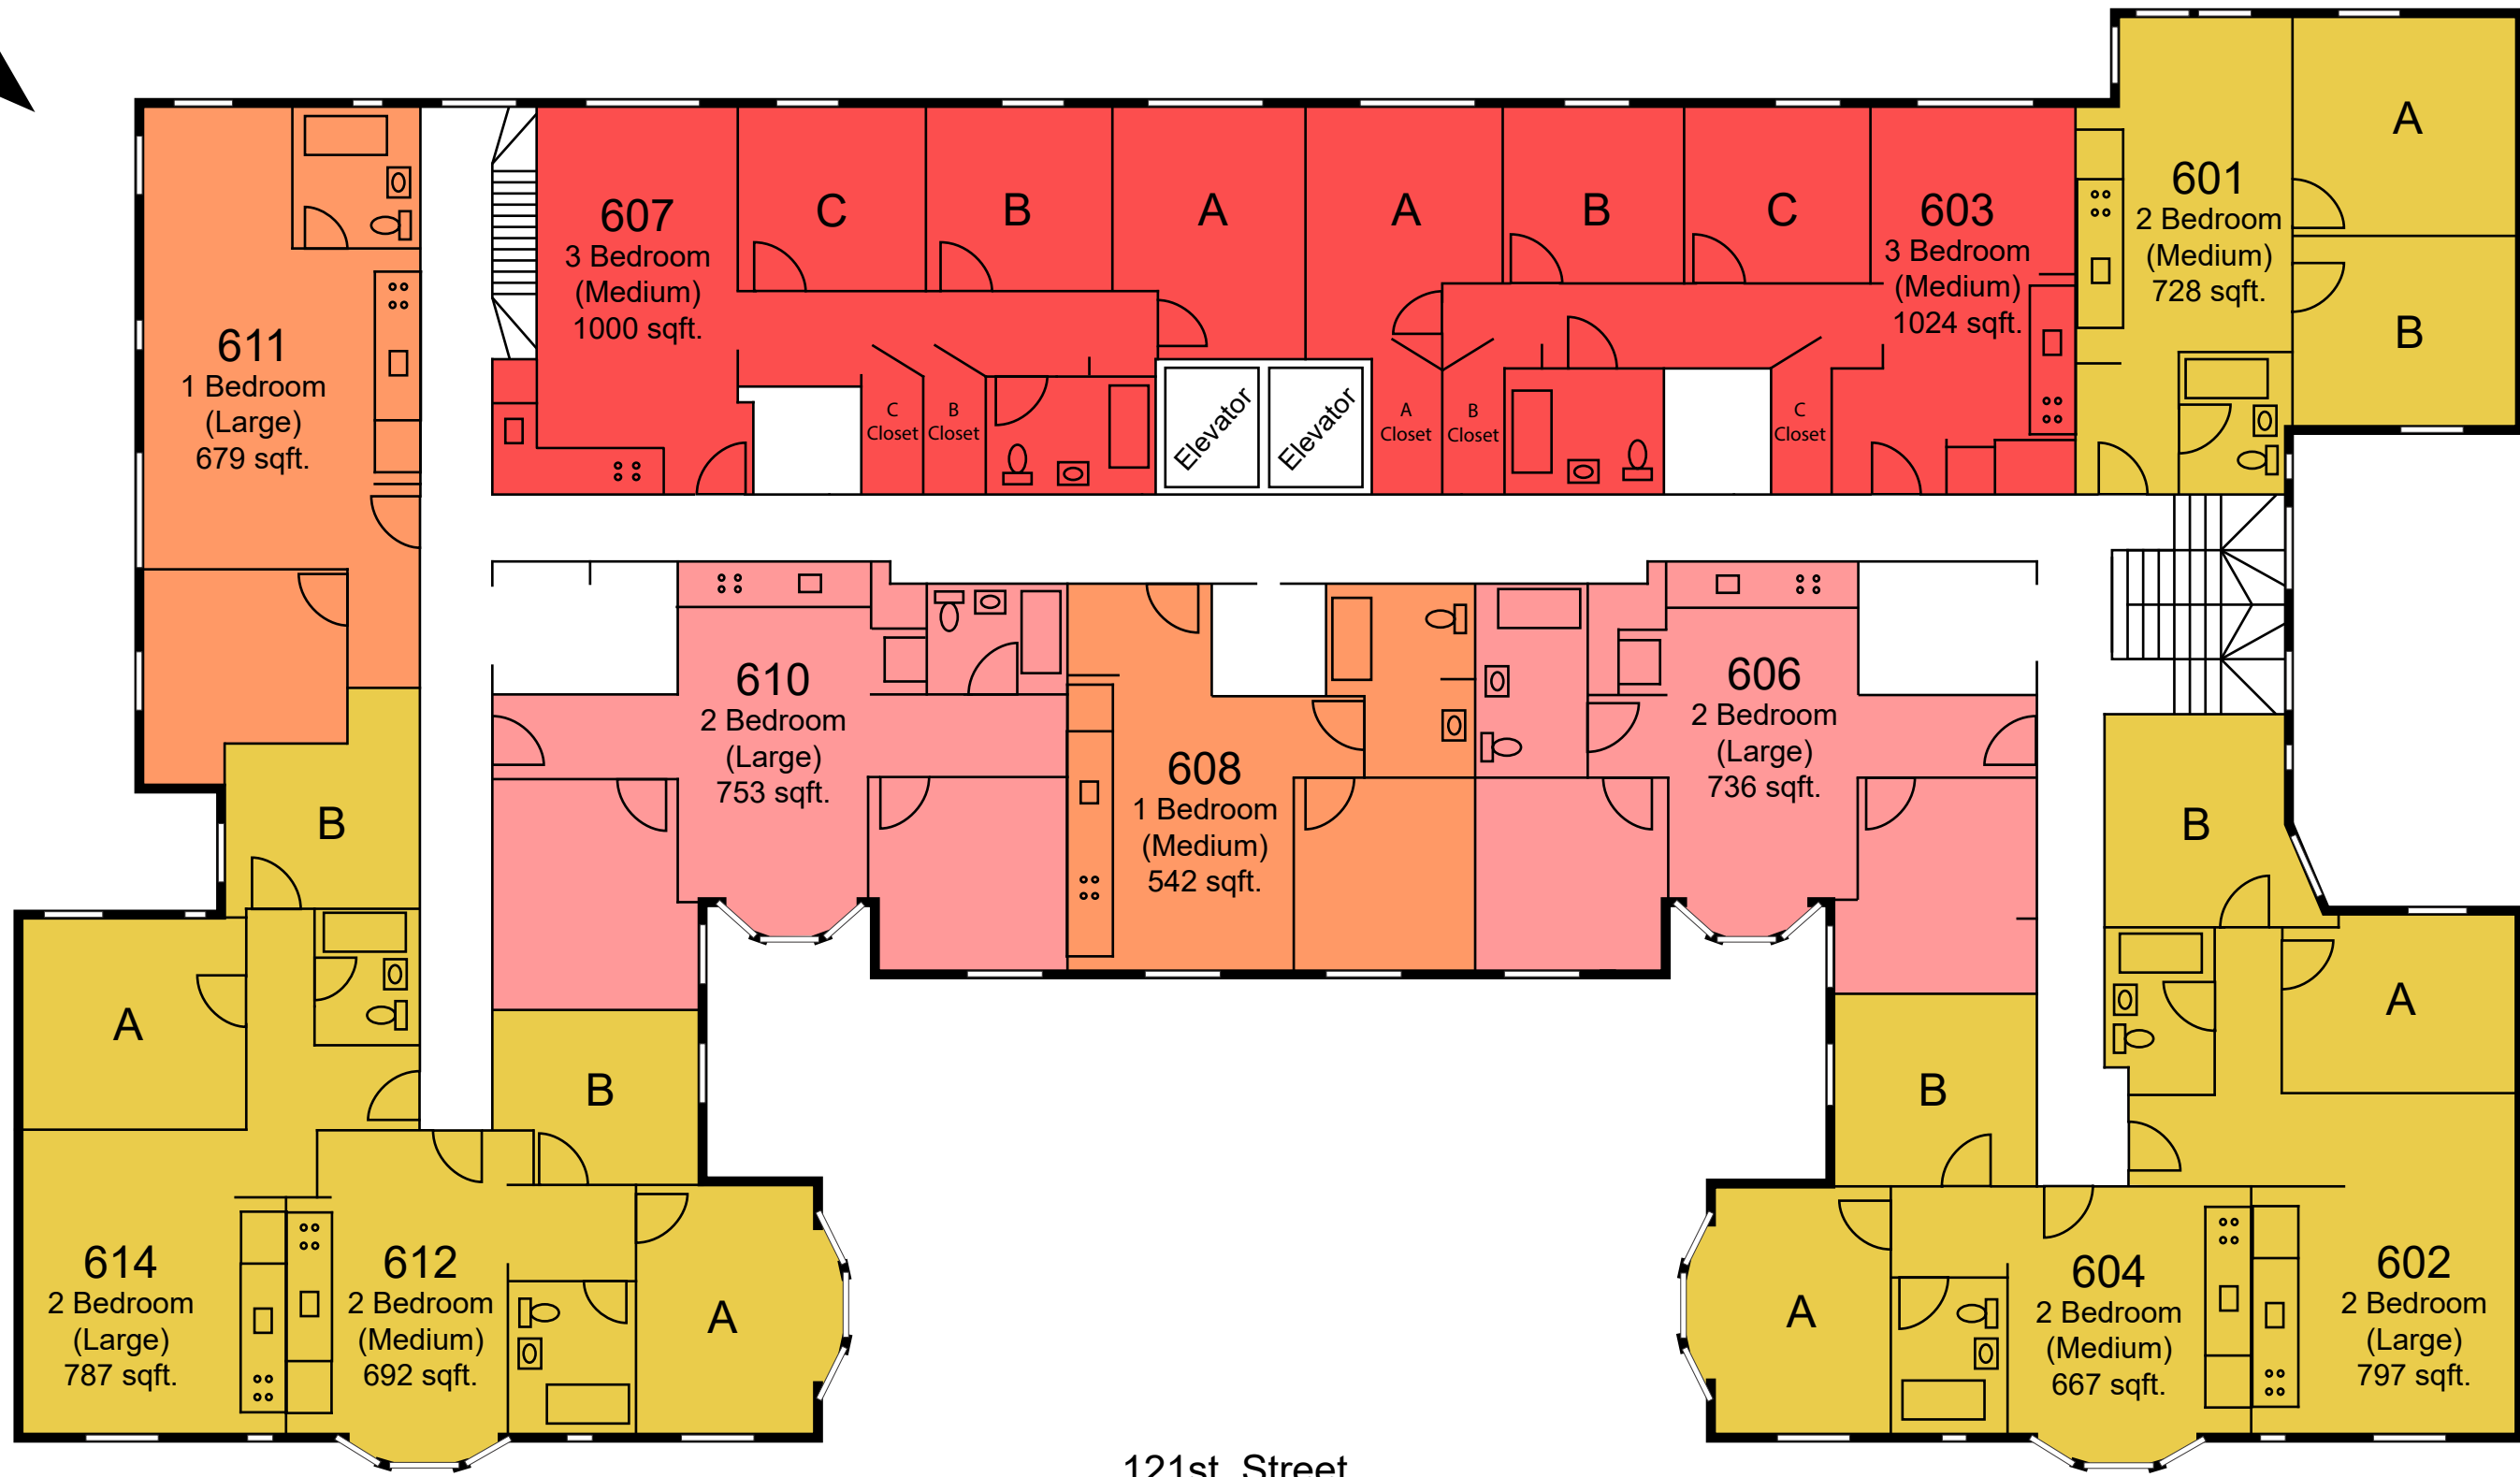 607
3 Bedroom
(Medium)
1000 sqft.
C
B
A
A
B
C
603
3 Bedroom
(Medium)
1024 sqft.
601
2 Bedroom
(Medium)
728 sqft.
A
B
611
1 Bedroom
(Large)
679 sqft.
C
Closet
B
Closet
Elevator
Elevator
A
Closet
B
Closet
C
Closet
610
2 Bedroom
(Large)
753 sqft.
608
1 Bedroom
(Medium)
542 sqft.
606
2 Bedroom
(Large)
736 sqft.
B
B
A
B
B
A
614
2 Bedroom
(Large)
787 sqft.
612
2 Bedroom
(Medium)
692 sqft.
A
A
604
2 Bedroom
(Medium)
667 sqft.
602
2 Bedroom
(Large)
797 sqft.
121st Street